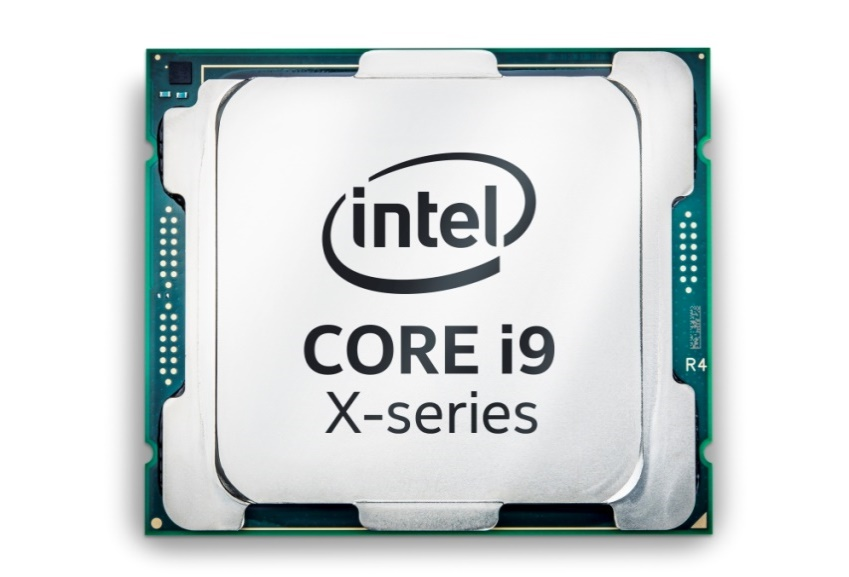 intel
CORE i9
X-series
R4